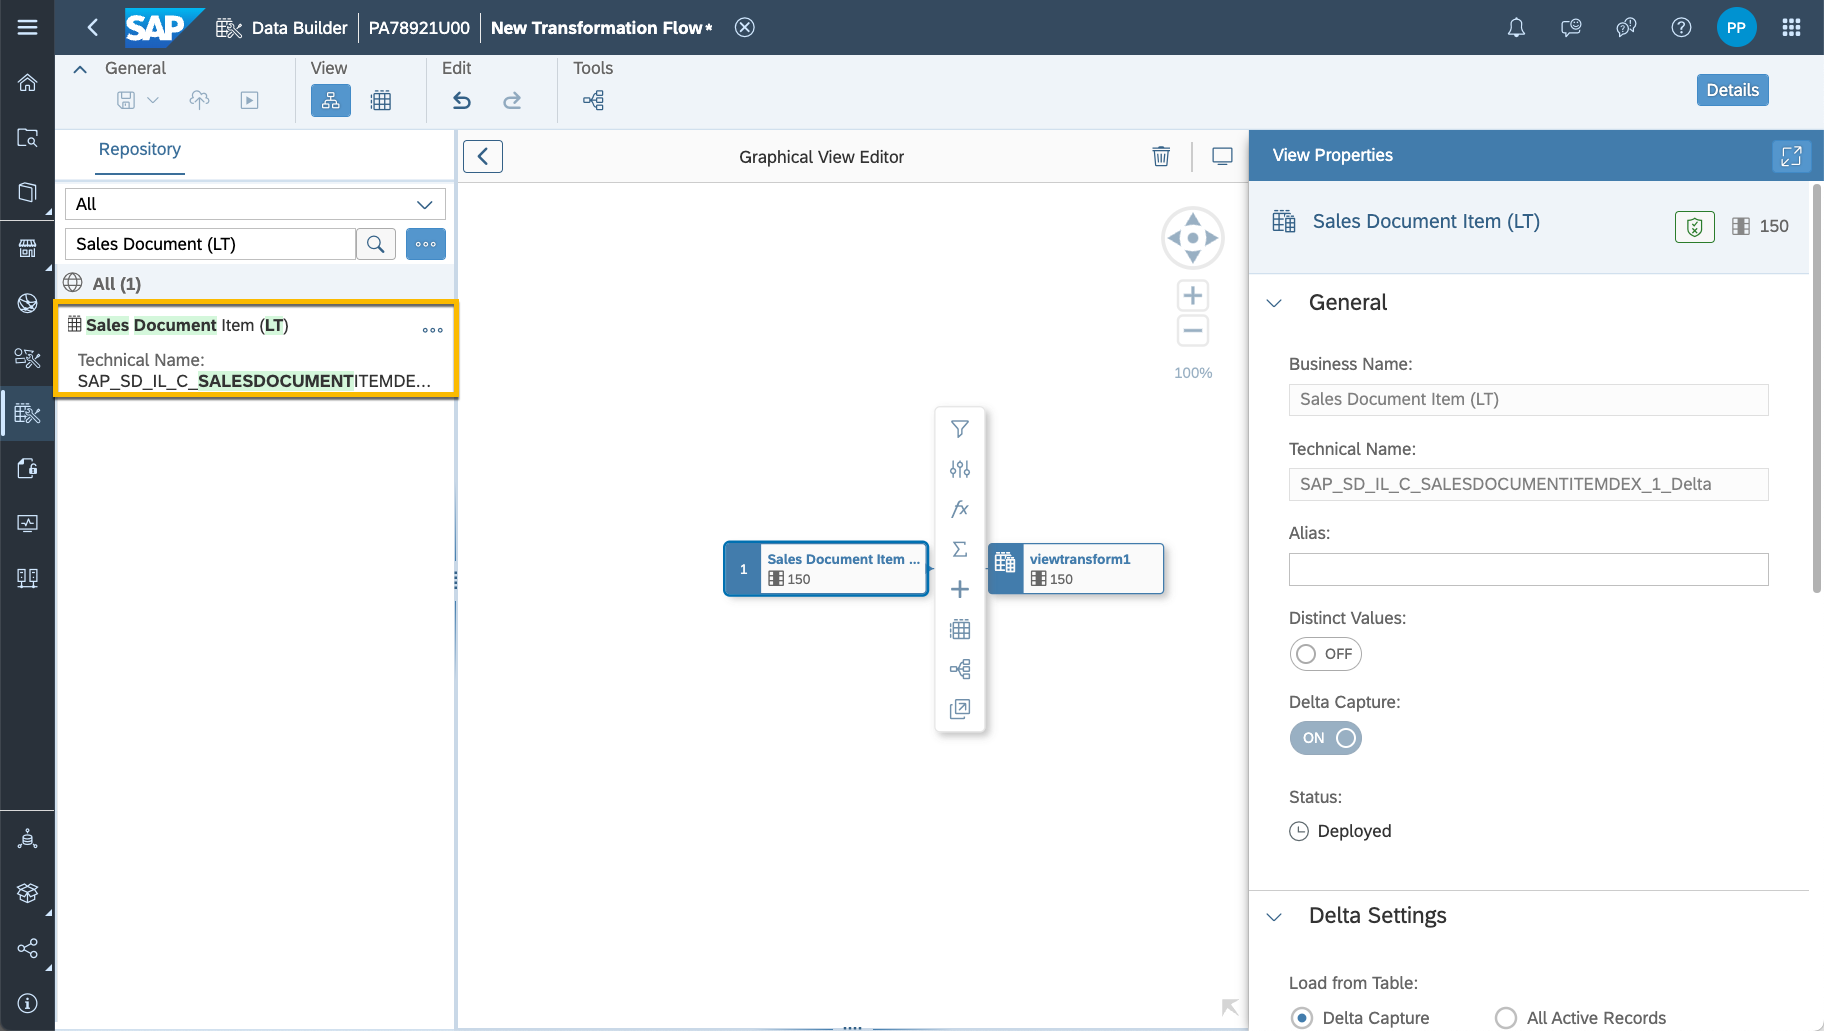 SAP
Data Builder
PA78921U00
New Transformation Flow*
PP
General
View
Edit
Tools
Details
Repository
All
Sales Document (LT)
All (1)
Sales Document Item (LT)
Technical Name:
SAP_SD_IL_C_SALESDOCUMENTITEMDE...
Graphical View Editor
100%
1
Sales Document Item ...
150
fx
Σ
viewtransform1
150
View Properties
Sales Document Item (LT)
150
General
Business Name:
Sales Document Item (LT)
Technical Name:
SAP_SD_IL_C_SALESDOCUMENTITEMDEX_1_Delta
Alias:
Distinct Values:
OFF
Delta Capture:
ON
Status:
Deployed
Delta Settings
Load from Table:
Delta Capture
All Active Records